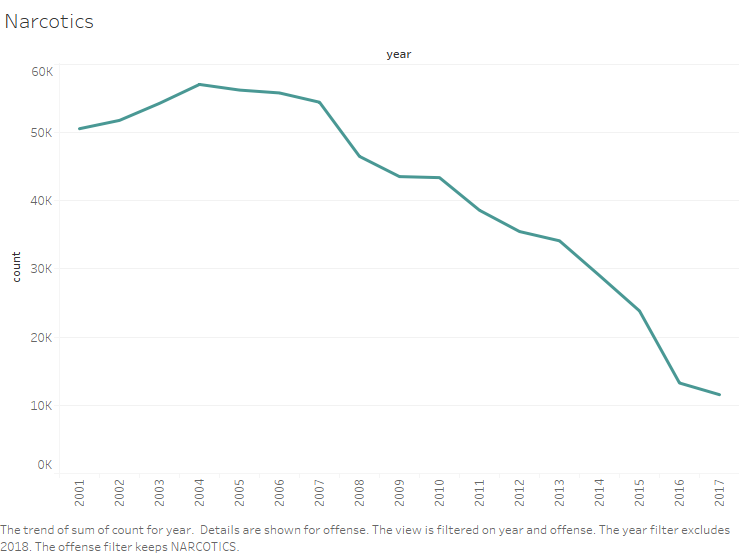 Narcotics
year
60K
50K
40K
30K
20K
10K
0K
count
2001 2002 2003 2004 2005 2006 2007 2008 2009 2010 2011 2012 2013 2014 2015 2016 2017
The trend of sum of count for year.  Details are shown for offense. The view is filtered on year and offense. The year filter excludes
2018. The offense filter keeps NARCOTICS.